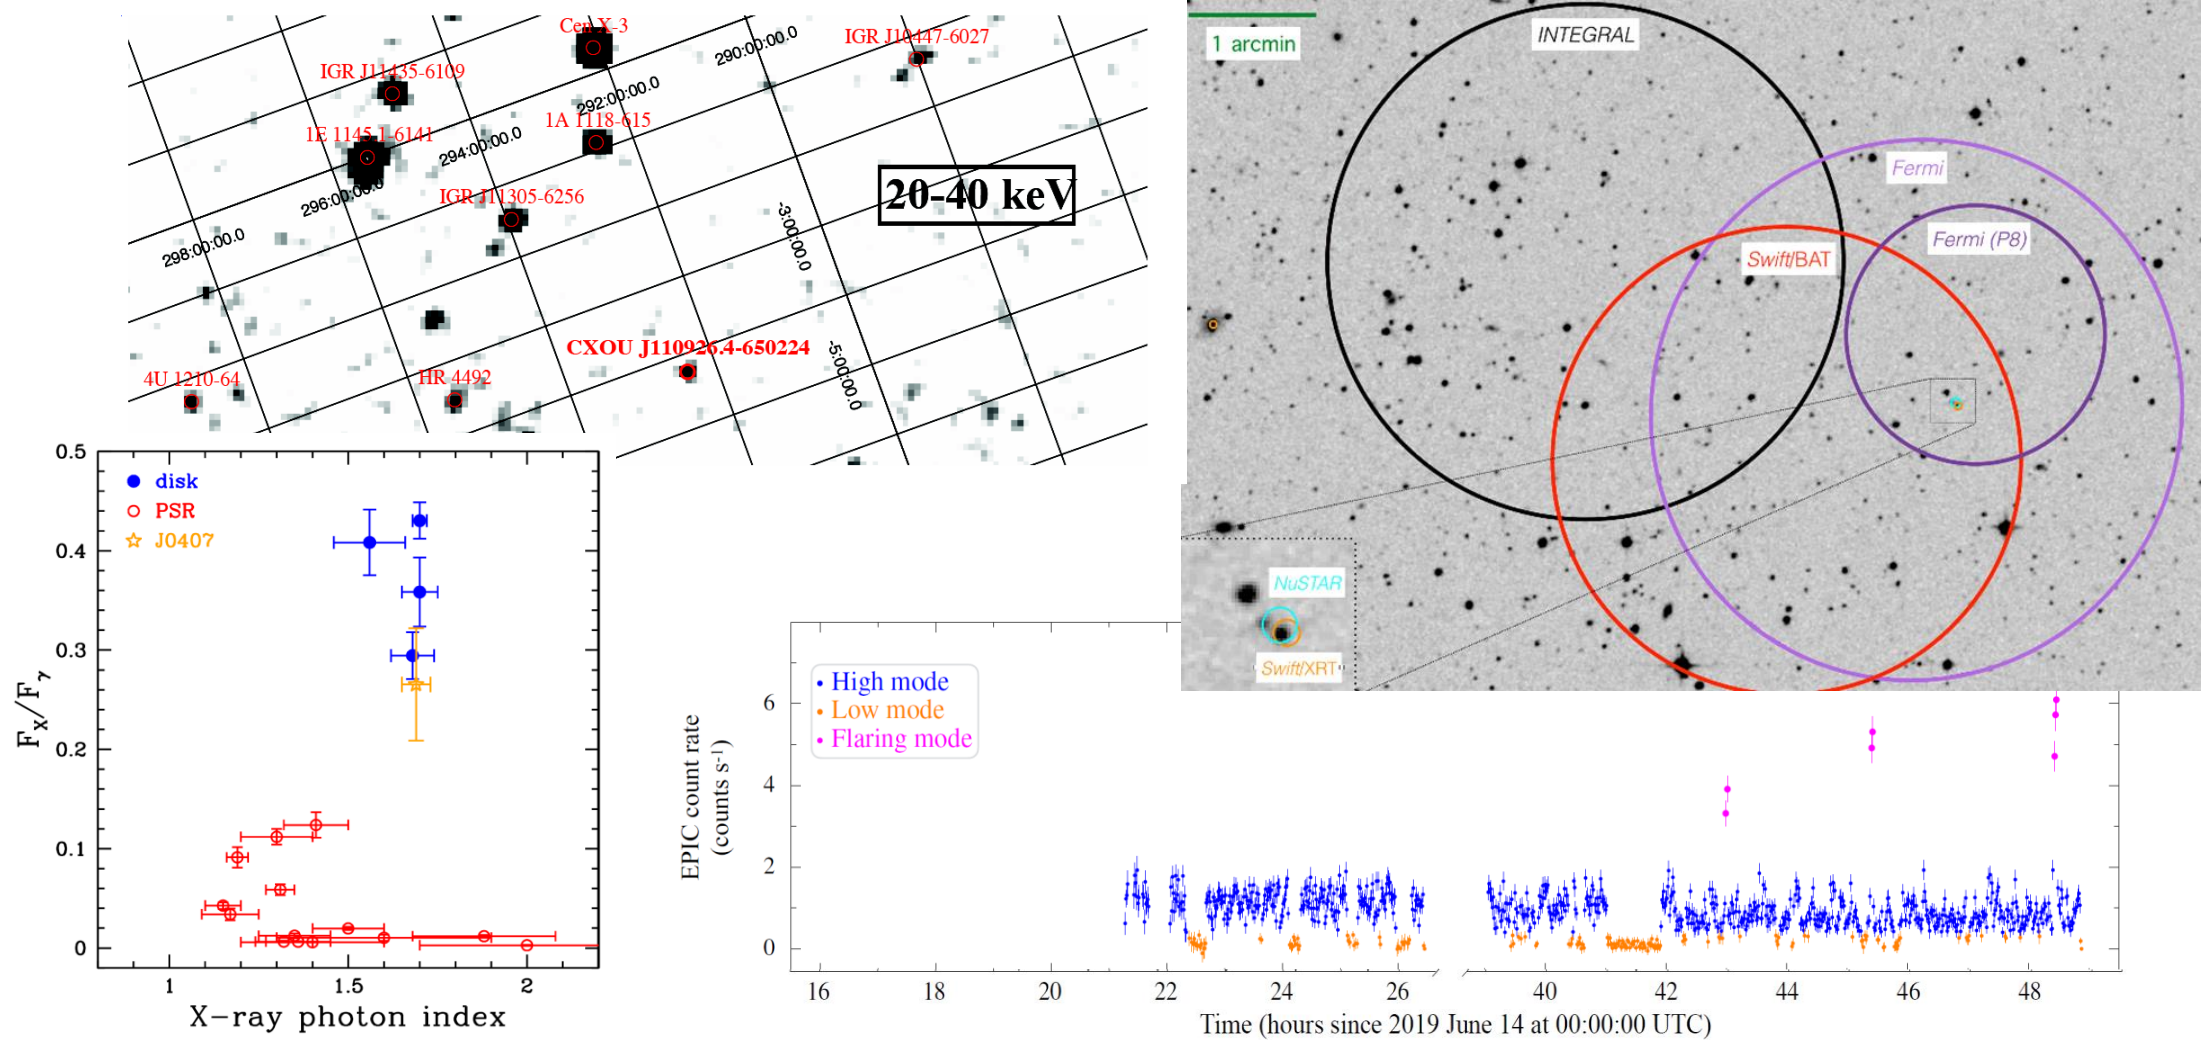 Cen X-3
290:00:00.0
IGR J10447-6027
IGR J11435-6109
292:00:00.0
1E 1145.1-6141
1A 1118-615
294:00:00.0
20-40 keV
296:00:00.0
IGR J11305-6256
298:00:00.0
-3:00:00.0
CXOU J110926.4-650224
4U 1210-64
HR 4492
-5:00:00.0
1 arcmin
INTEGRAL
Fermi
Fermi (P8)
Swift/BAT
NuSTAR
Swift/XRT
0.5
0.4
0.3
0.2
0.1
0
disk
PSR
J0407
Fx/Fγ
1
1.5
2
X-ray photon index
High mode
Low mode
Flaring mode
EPIC count rate
(counts s-1)
6
4
2
0
16
18
20
22
24
26
40
42
44
46
48
Time (hours since 2019 June 14 at 00:00:00 UTC)